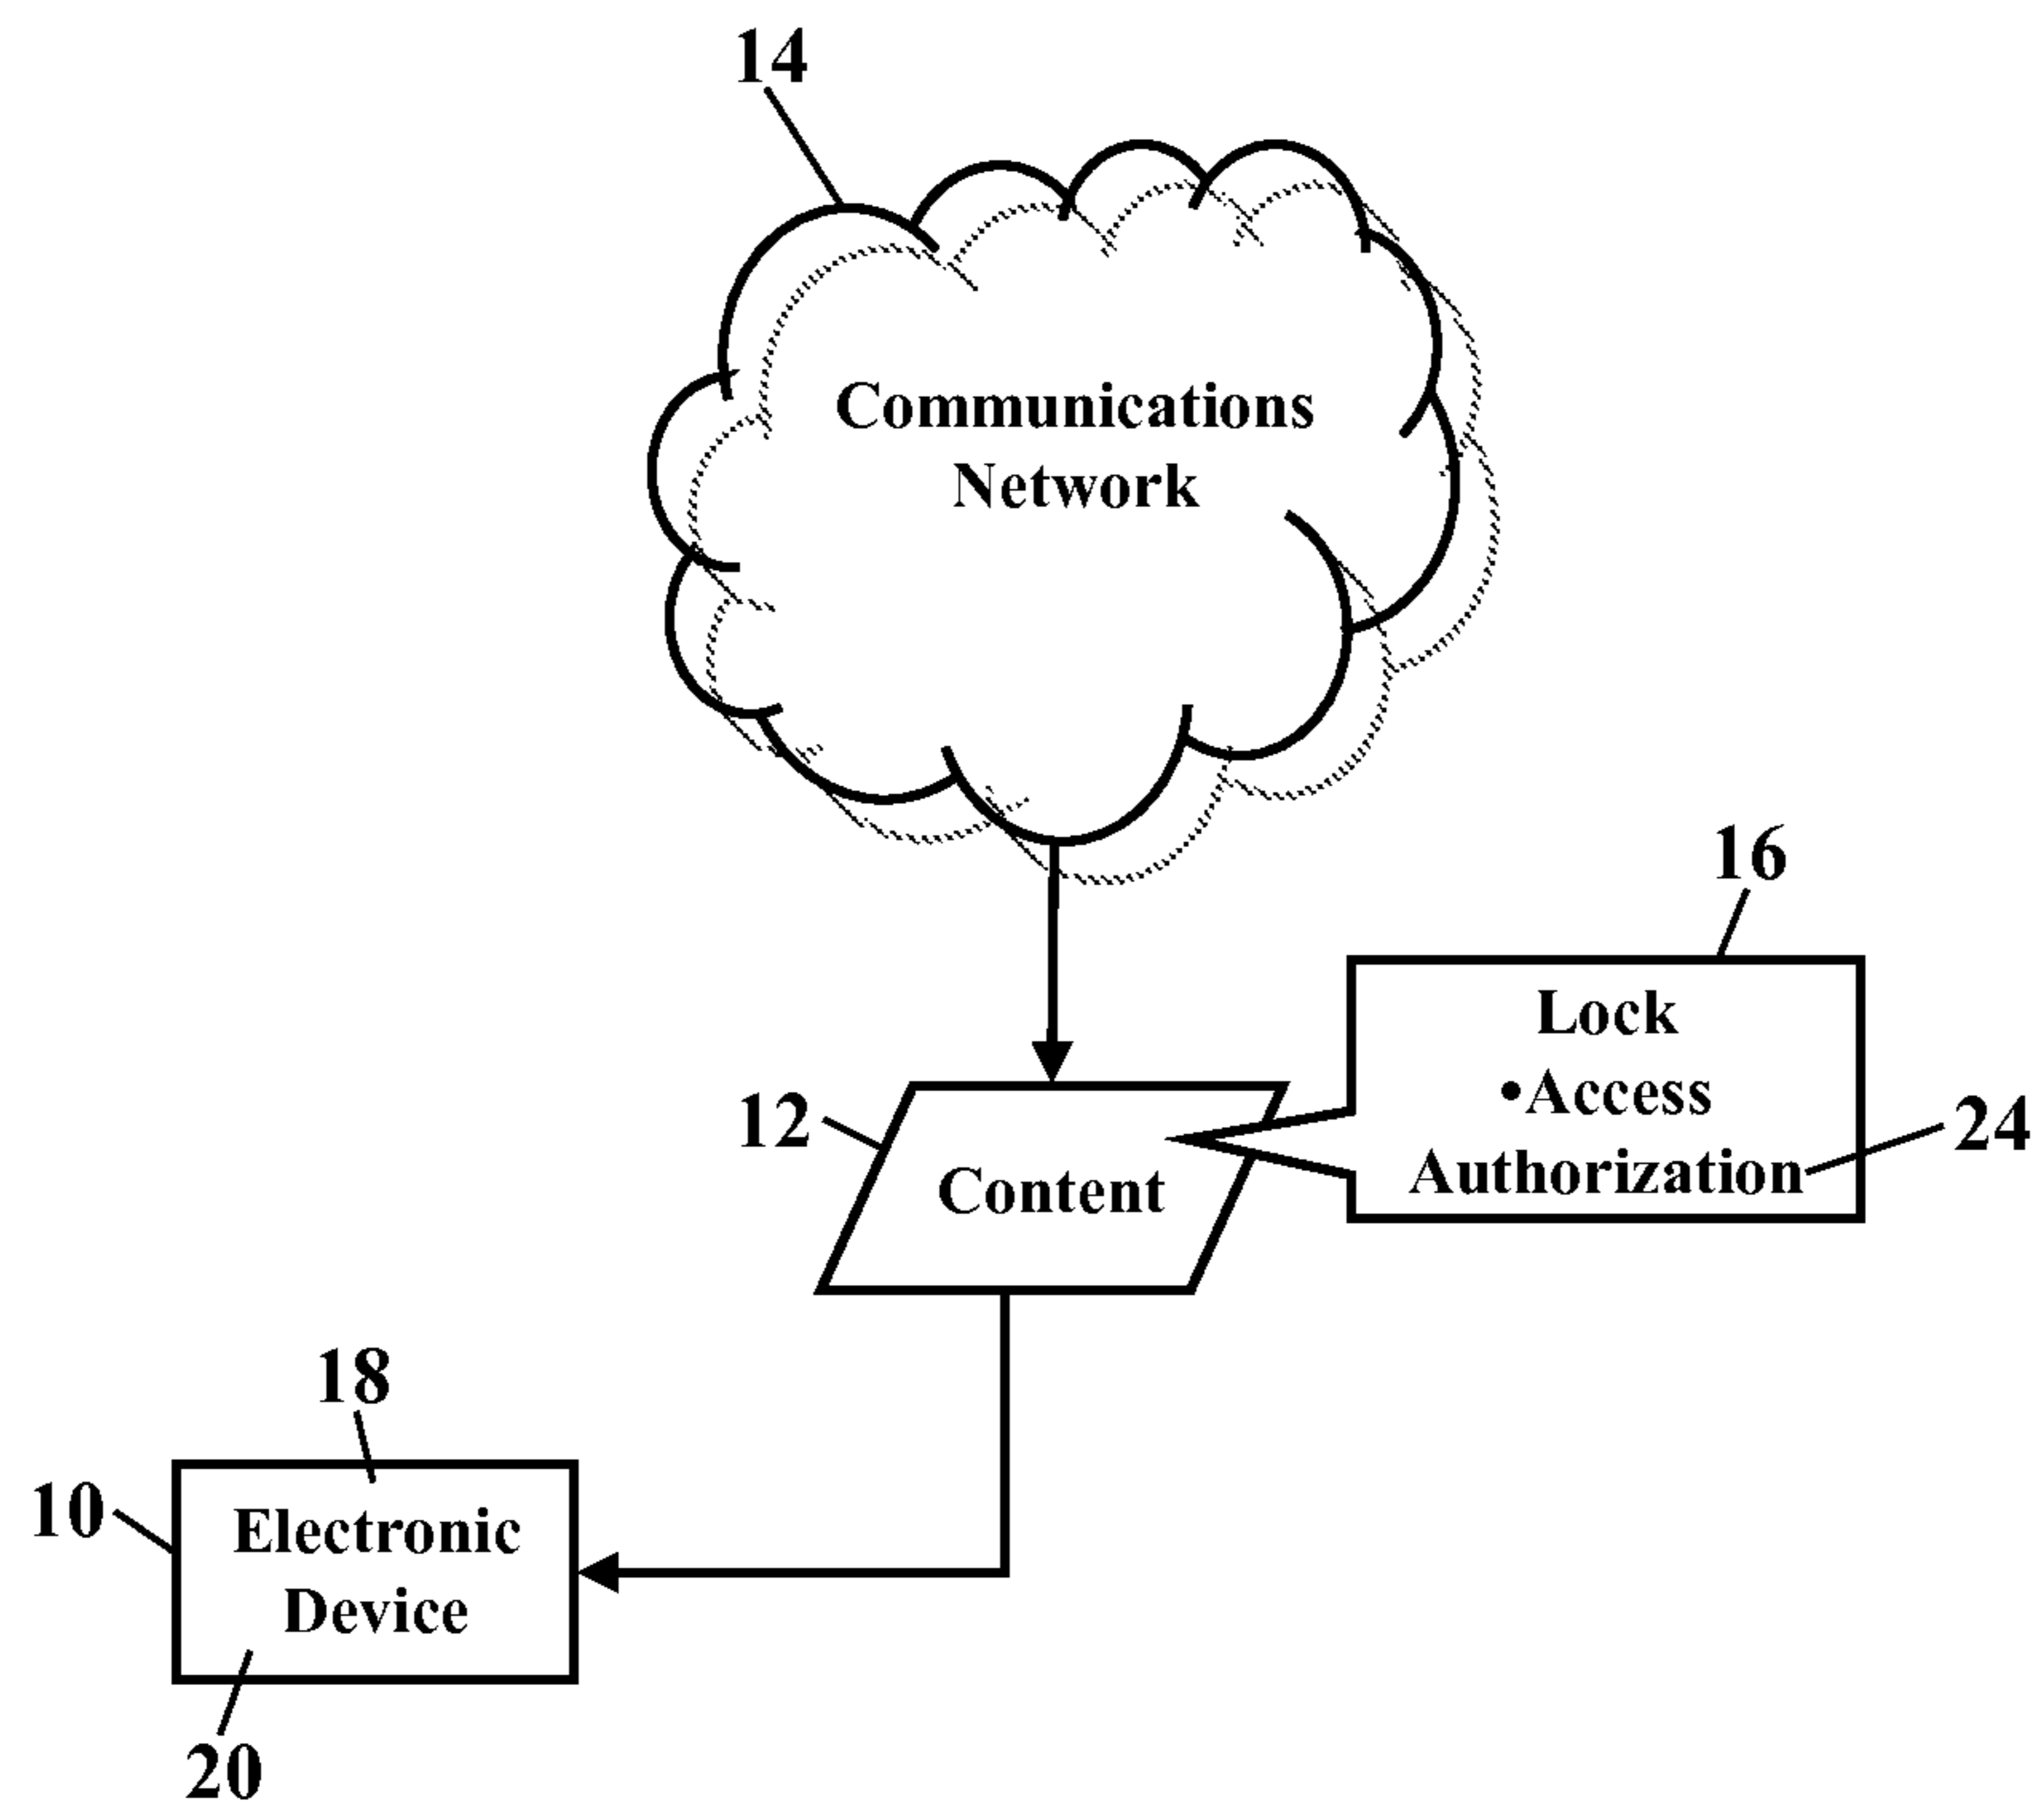 14
Communications
Network
16
Lock
•Access
Authorization
24
12
Content
18
10
Electronic
Device
20